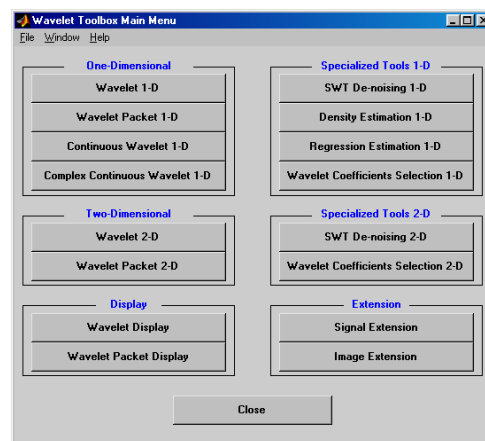 Wavelet Toolbox Main Menu
File Window Help
One-Dimensional
Wavelet 1-D
Wavelet Packet 1-D
Continuous Wavelet 1-D
Complex Continuous Wavelet 1-D
Specialized Tools 1-D
SWT De-noising 1-D
Density Estimation 1-D
Regression Estimation 1-D
Wavelet Coefficients Selection 1-D
Two-Dimensional
Wavelet 2-D
Wavelet Packet 2-D
Specialized Tools 2-D
SWT De-noising 2-D
Wavelet Coefficients Selection 2-D
Display
Wavelet Display
Wavelet Packet Display
Extension
Signal Extension
Image Extension
Close